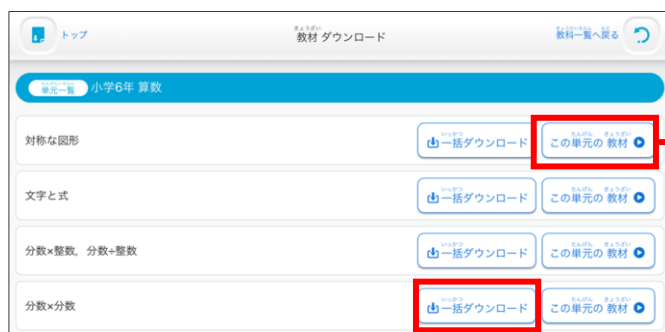 トップ
きょうざい
教材 ダウンロード
きょうかいちらん もど
教科一覧へ戻る
たんげんいちらん
単元一覧 小学6年 算数
いっかつ たんげん きょうざい
対称な図形 一括ダウンロード この単元の 教材
いっかつ たんげん きょうざい
文字と式 一括ダウンロード この単元の 教材
いっかつ たんげん きょうざい
分数×整数，分数÷整数 一括ダウンロード この単元の 教材
いっかつ たんげん きょうざい
分数×分数 一括ダウンロード この単元の 教材